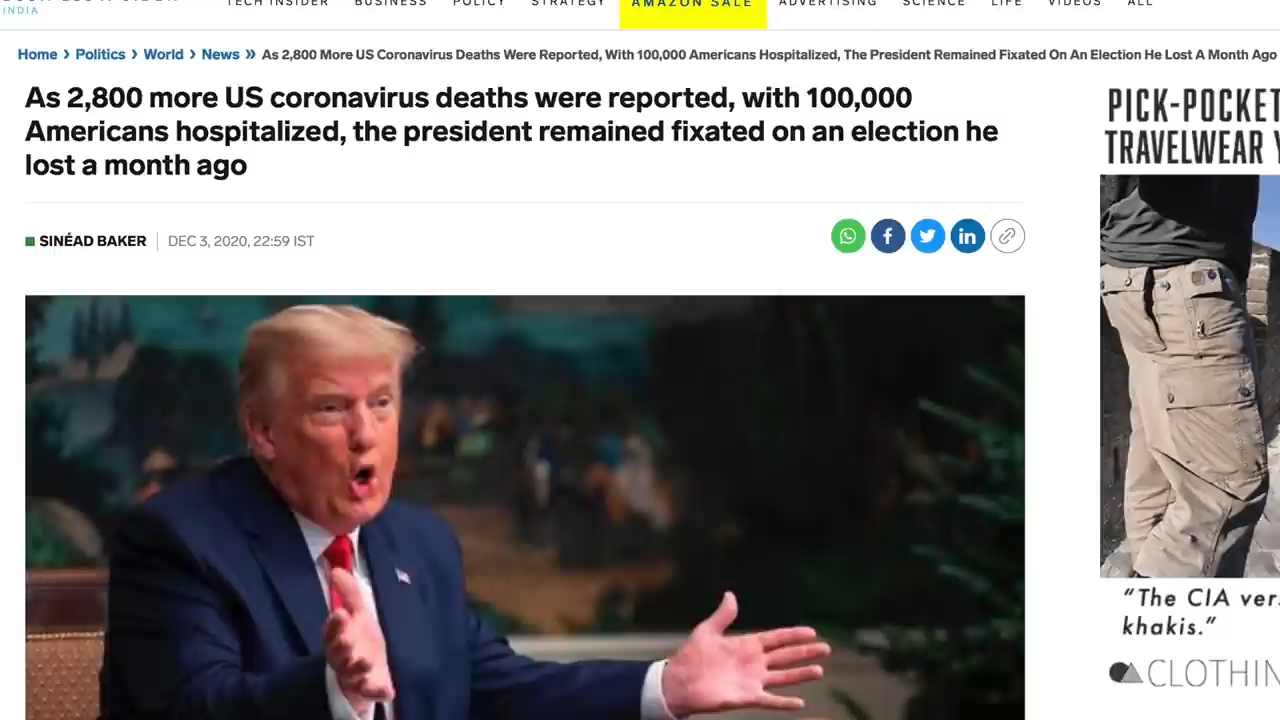 INDIA
TECH INSIDER BUSINESS POLICY STRATEGY AMAZON SALE ADVERTISING SCIENCE LIFE VIDEOS ALL
Home › Politics › World › News » As 2,800 More US Coronavirus Deaths Were Reported, With 100,000 Americans Hospitalized, The President Remained Fixated On An Election He Lost A Month Ago
As 2,800 more US coronavirus deaths were reported, with 100,000
Americans hospitalized, the president remained fixated on an election he
lost a month ago
SINÉAD BAKER DEC 3, 2020, 22:59 IST
PICK-POCKET
TRAVELWEAR
"The CIA ver
khakis."
CLOTHIN